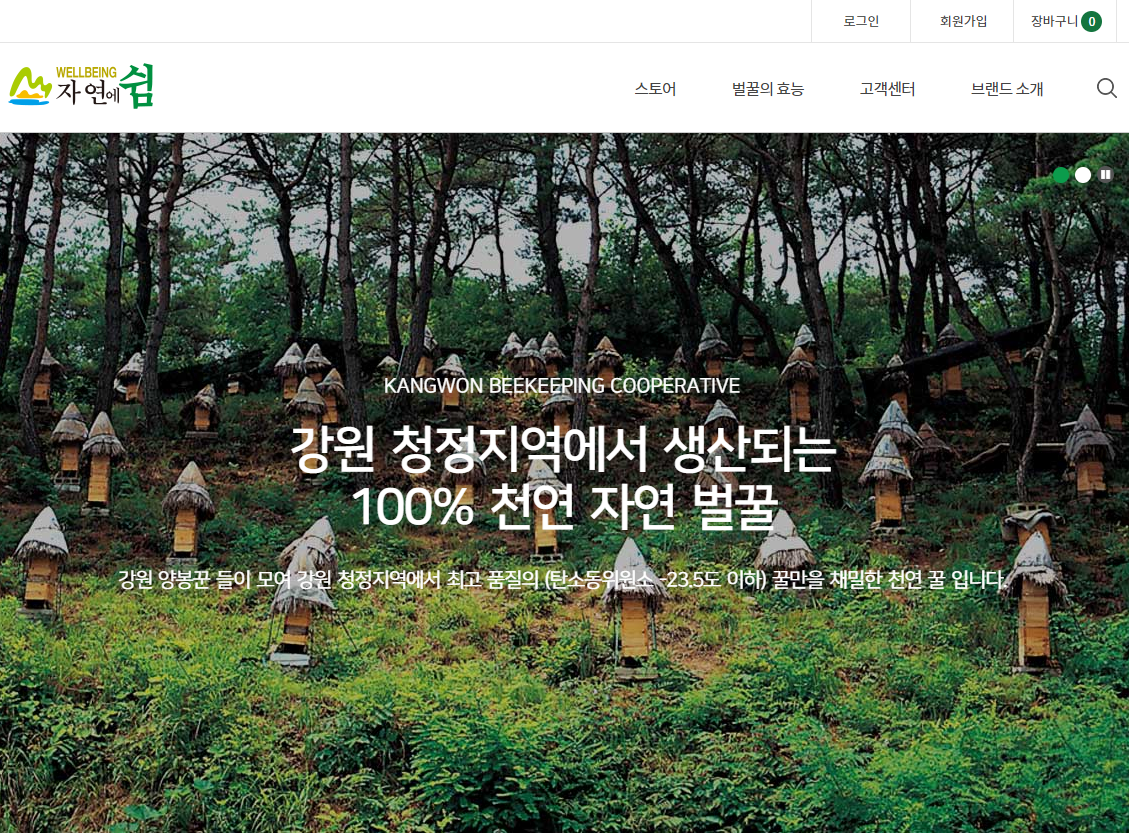 로그인
회원가입
장바구니 0
WELLBEING
자연에쉼
스토어
벌꿀의 효능
고객센터
브랜드 소개
KANGWON BEEKEEPING COOPERATIVE
강원 청정지역에서 생산되는
100% 천연 자연 벌꿀
강원 양봉꾼 들이 모여 강원 청정지역에서 최고 품질의 (탄소동위원소 -23.5도 이하) 꿀만을 채밀한 천연 꿀 입니다.